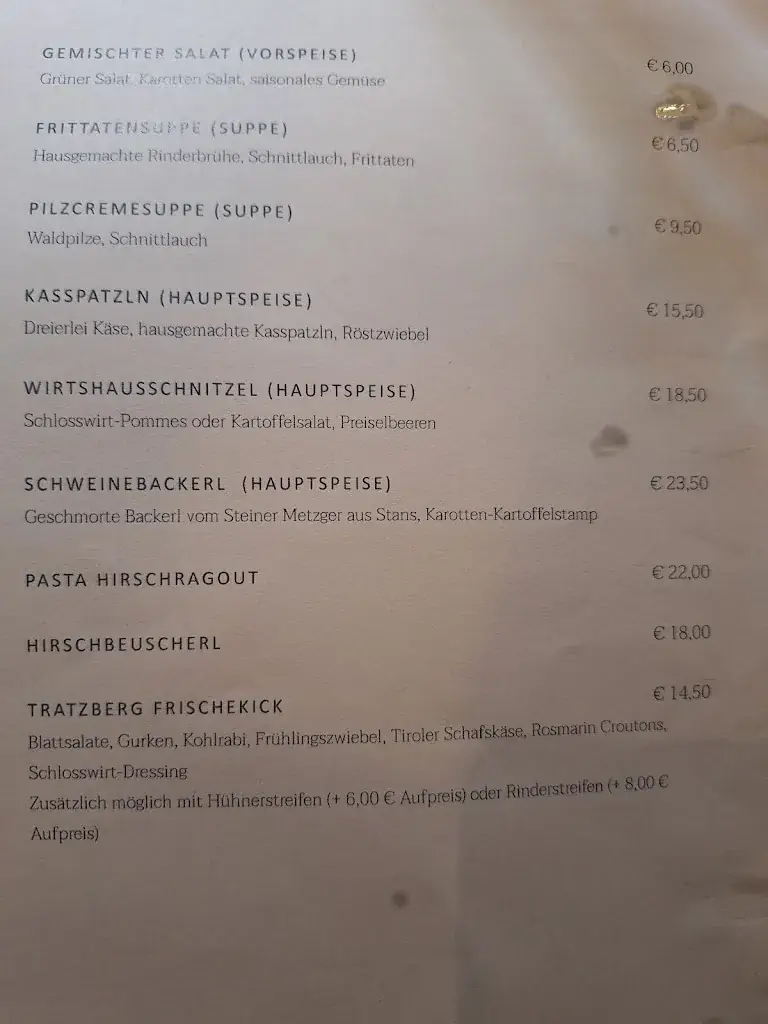 GEMISCHTER SALAT (VORSPEISE) € 6,00
Grüner Salat, Karotten Salat, saisonales Gemüse
FRITTATENSUPPE (SUPPE) € 6,50
Hausgemachte Rinderbrühe, Schnittlauch, Frittaten
PILZCREMESUPPE (SUPPE) € 9,50
Waldpilze, Schnittlauch
KASSPATZLN (HAUPTSPEISE) € 15,50
Dreierlei Käse, hausgemachte Kasspatzln, Röstzwiebel
WIRTSHAUSSCHNITZEL (HAUPTSPEISE) € 18,50
Schlosswirt-Pommes oder Kartoffelsalat, Preiselbeeren
SCHWEINEBACKERL (HAUPTSPEISE) € 23,50
Geschmorte Backerl vom Steiner Metzger aus Stans, Karotten-Kartoffelstamp
PASTA HIRSCHRAGOUT € 22,00
HIRSCHBEUSCHERL € 18,00
TRATZBERG FRISCHEKICK € 14,50
Blattsalate, Gurken, Kohlrabi, Frühlingszwiebel, Tiroler Schafskäse, Rosmarin Croutons,
Schlosswirt-Dressing
Zusätzlich möglich mit Hühnerstreifen (+ 6,00 € Aufpreis) oder Rinderstreifen (+ 8,00 €
Aufpreis)